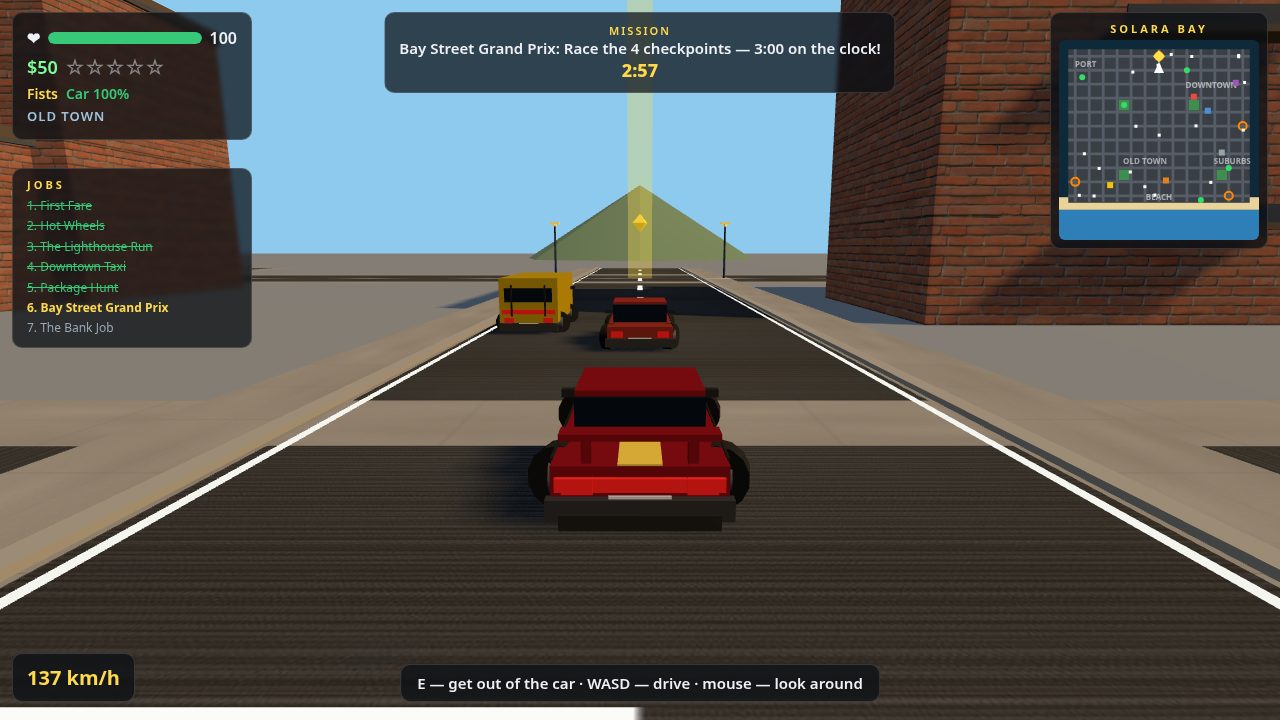 100
$50 ☆☆☆☆☆
Fists Car 100%
OLD TOWN
JOBS
1. First Fare
2. Hot Wheels
3. The Lighthouse Run
4. Downtown Taxi
5. Package Hunt
6. Bay Street Grand Prix
7. The Bank Job
MISSION
Bay Street Grand Prix: Race the 4 checkpoints — 3:00 on the clock!
2:57
SOLARA BAY
PORT
DOWNTOWN
OLD TOWN
SUBURBS
BEACH
137 km/h
E — get out of the car · WASD — drive · mouse — look around